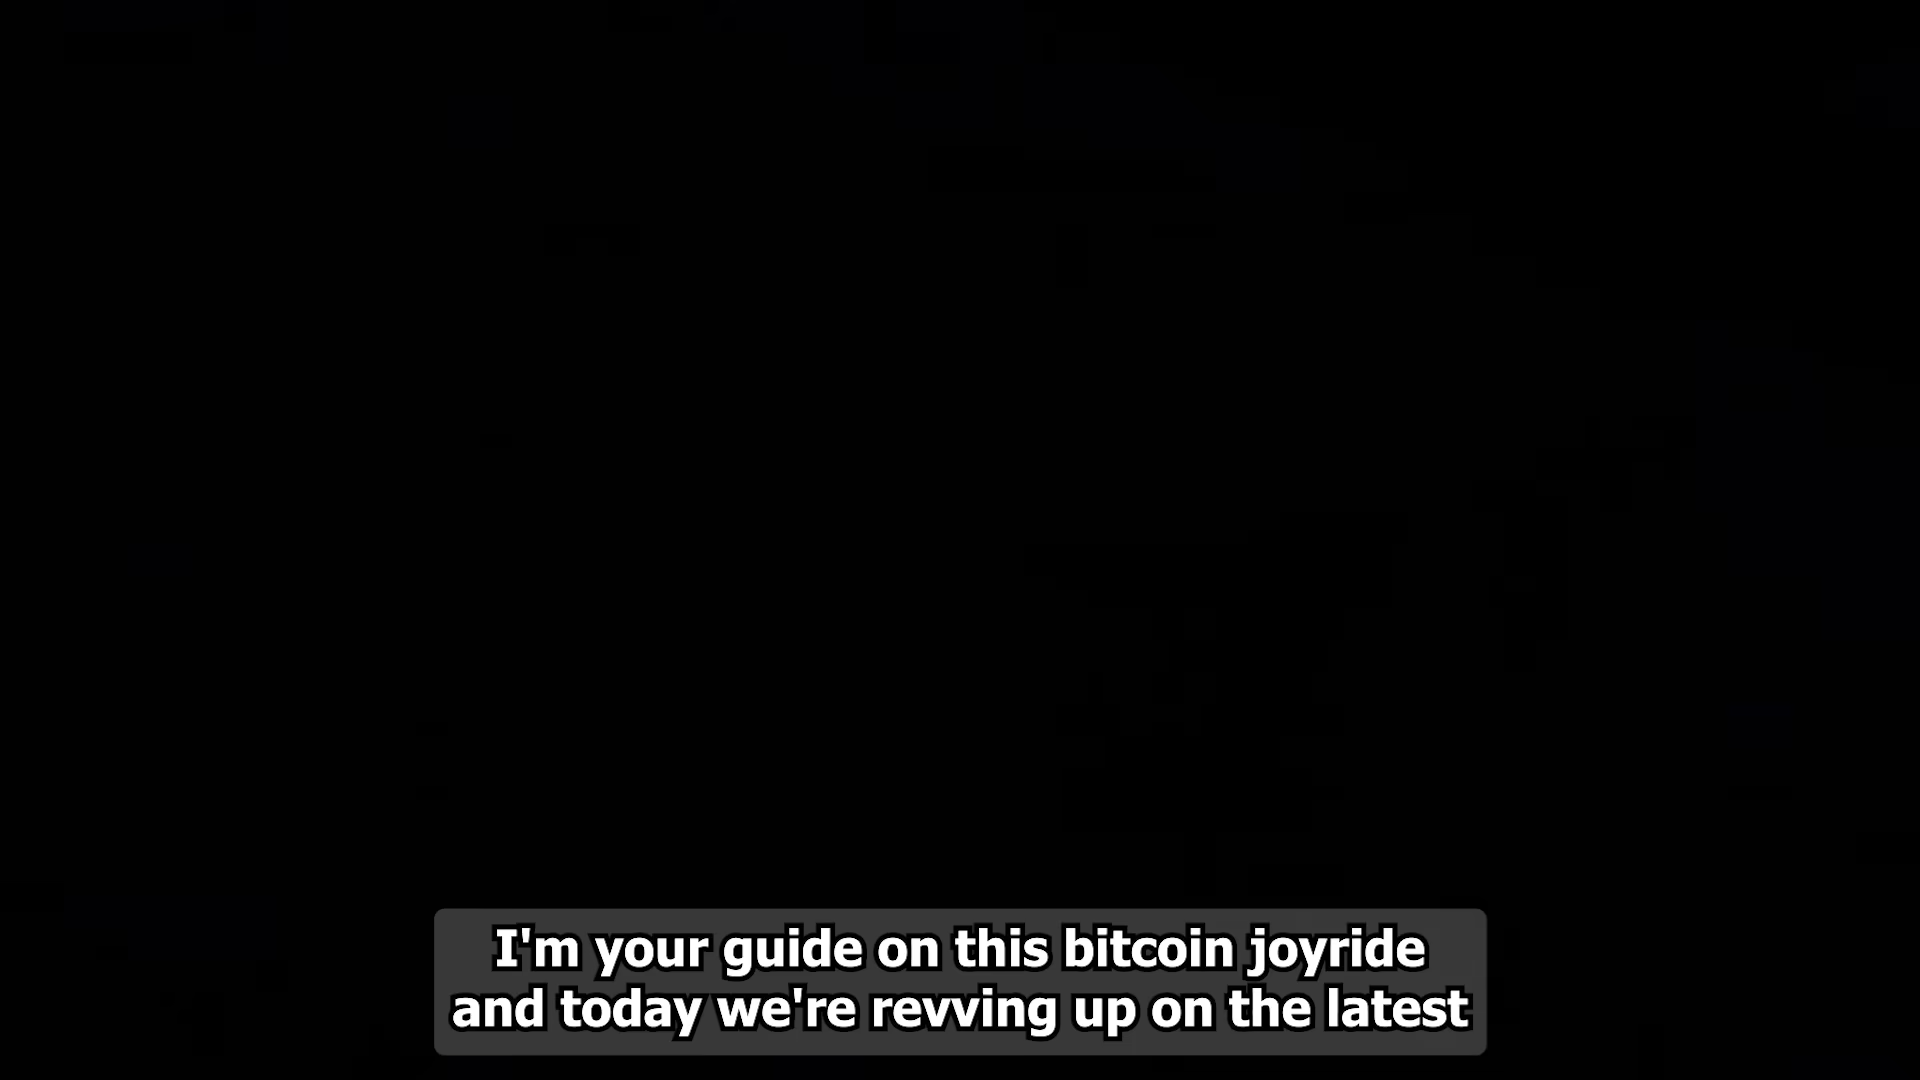 I'm your guide on this bitcoin joyride
and today we're revving up on the latest